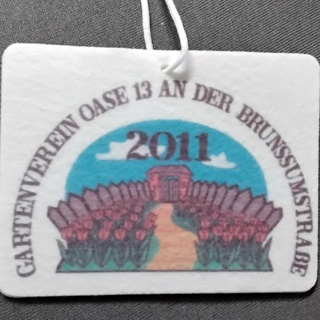 GARTENVEREIN OASE 13 AN DER BRUNSSUMSTRAßE
2011